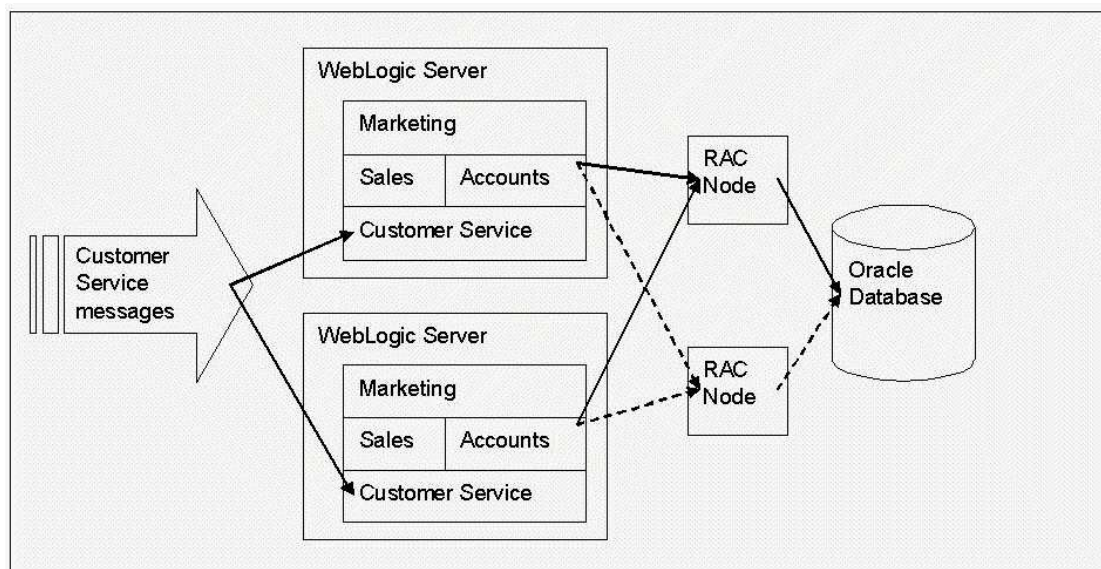 Customer
Service
messages
WebLogic Server
Marketing
Sales
Accounts
Customer Service
WebLogic Server
Marketing
Sales
Accounts
Customer Service
RAC
Node
RAC
Node
Oracle
Database